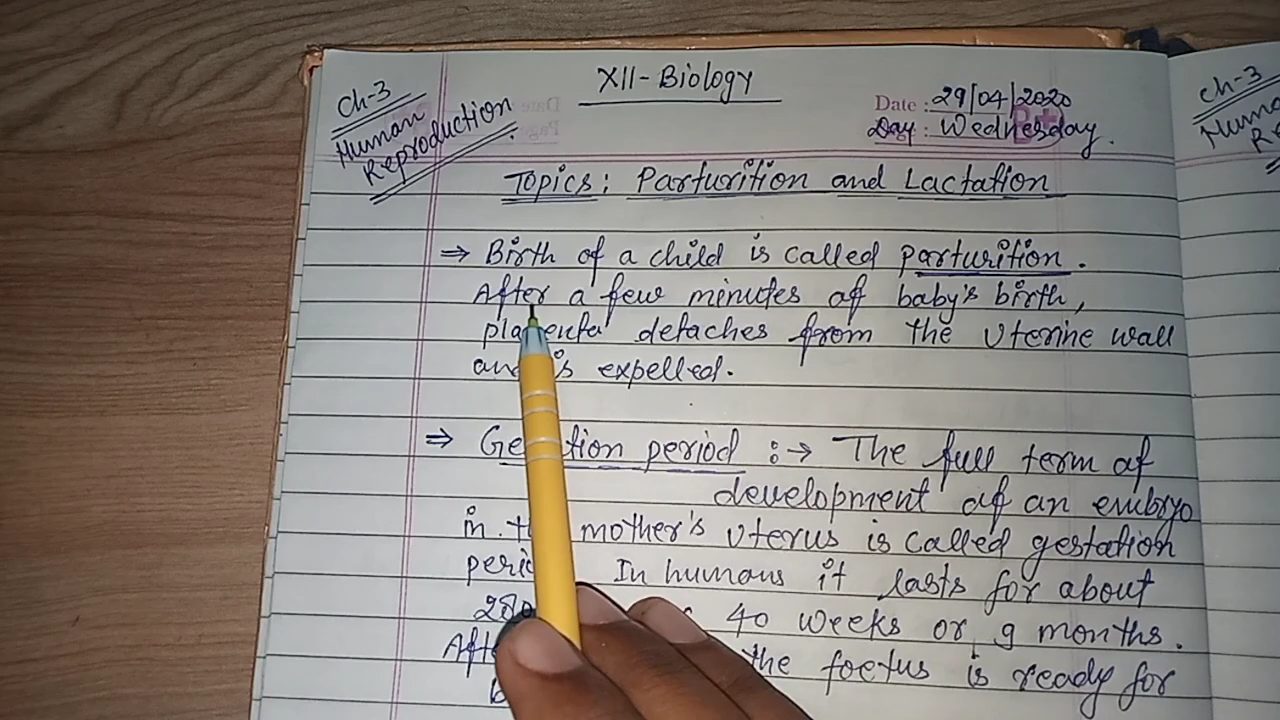 Ch-3
Human
Reproduction
XII-Biology
Date : 29/04/2020
Day : Wednesday.
Topics: Parturition and Lactation
⇒ Birth of a child is called parturition.
After a few minutes of baby's birth,
placenta detaches from the uterine wall
and is expelled.
⇒ Gestation period :→ The full term of
development of an embryo
in the mother's uterus is called gestation
period In humans it lasts for about
280 40 weeks or 9 months.
After the foetus is ready for
Ch-3